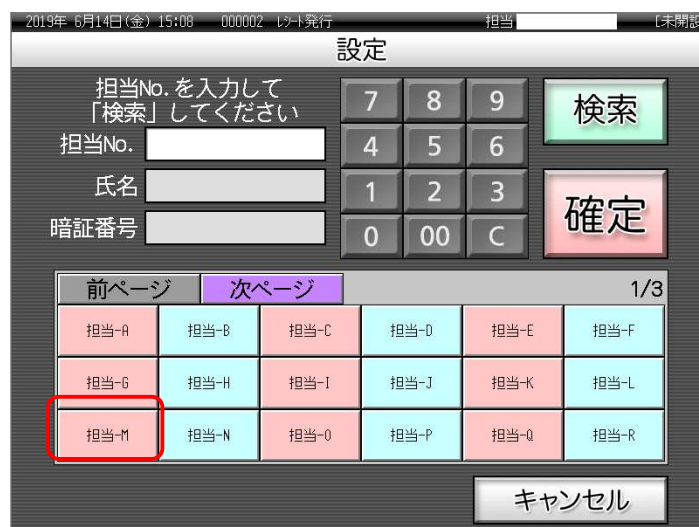 2019年 6月14日(金) 15:08 000002 レシート発行 担当 [未開設
設定
担当No.を入力して
「検索」してください
担当No.
氏名
暗証番号
7 8 9
4 5 6
1 2 3
0 00 C
検索
確定
前ページ 次ページ 1/3
担当-A 担当-B 担当-C 担当-D 担当-E 担当-F
担当-G 担当-H 担当-I 担当-J 担当-K 担当-L
担当-M 担当-N 担当-O 担当-P 担当-Q 担当-R
キャンセル